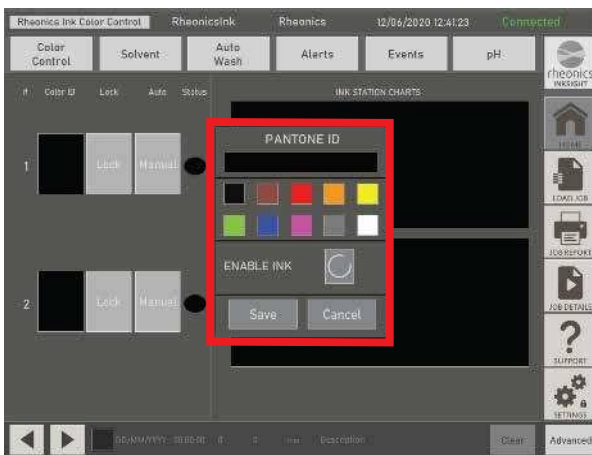 Rheonics Ink Color Control RheonicsInk Rheonics 12/06/2020 12:41:23 Connected
Color Control Solvent Auto Wash Alerts Events pH
rheonics
INKSIGHT
# Color ID Lock Auto Status INK STATION CHARTS
HOME
PANTONE ID
1 Lock Manual
LOAD JOB
JOB REPORT
ENABLE INK
2 Lock Manual
Save Cancel
JOB DETAILS
SUPPORT
SETTINGS
DD/MM/YYYY 00:00:00 0 0 Description Clear Advanced